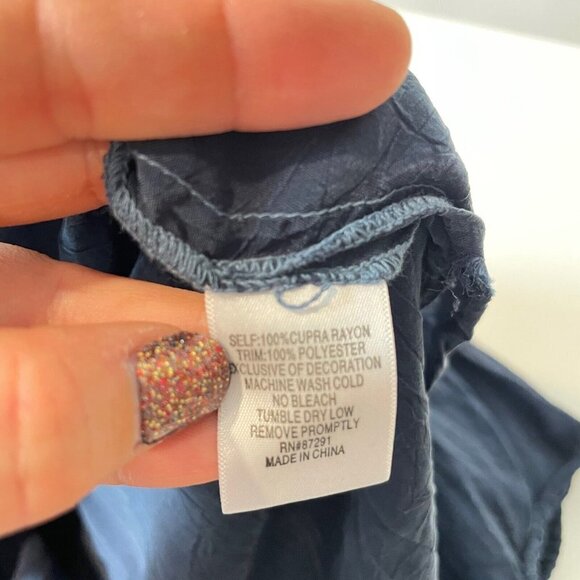 SELF:100%CUPRA RAYON
TRIM:100% POLYESTER
XCLUSIVE OF DECORATION
MACHINE WASH COLD
NO BLEACH
TUMBLE DRY LOW
REMOVE PROMPTLY
RN#87291
MADE IN CHINA